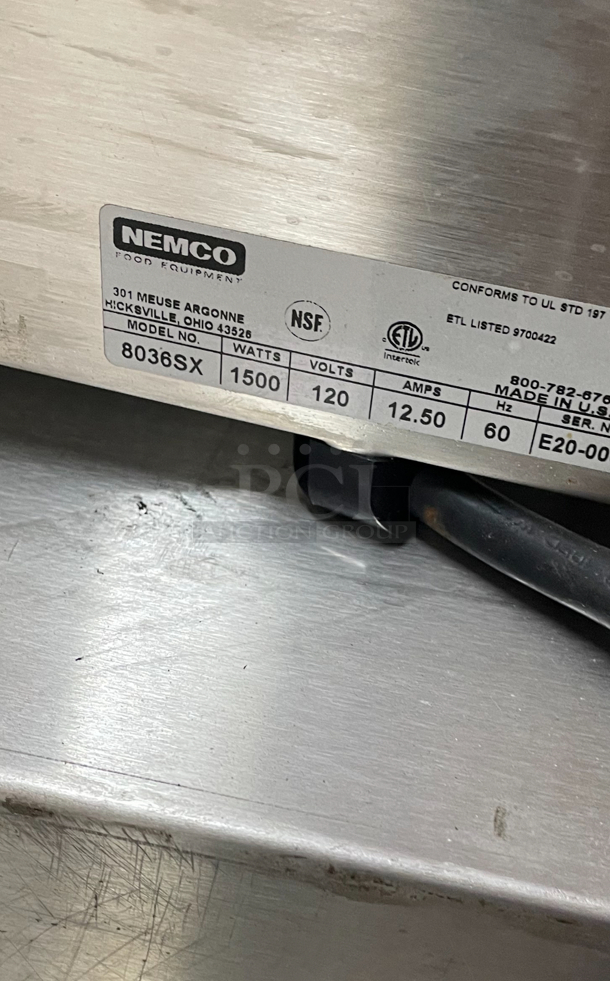 NEMCO
FOOD EQUIPMENT
301 MEUSE ARGONNE
HICKSVILLE, OHIO 43526
NSF
ETL
Intertek
CONFORMS TO UL STD 197
ETL LISTED 9700422
800-782-676
MADE IN U.S.
MODEL NO. WATTS VOLTS AMPS Hz SER. N
8036SX 1500 120 12.50 60 E20-00
PCI
AUCTION GROUP